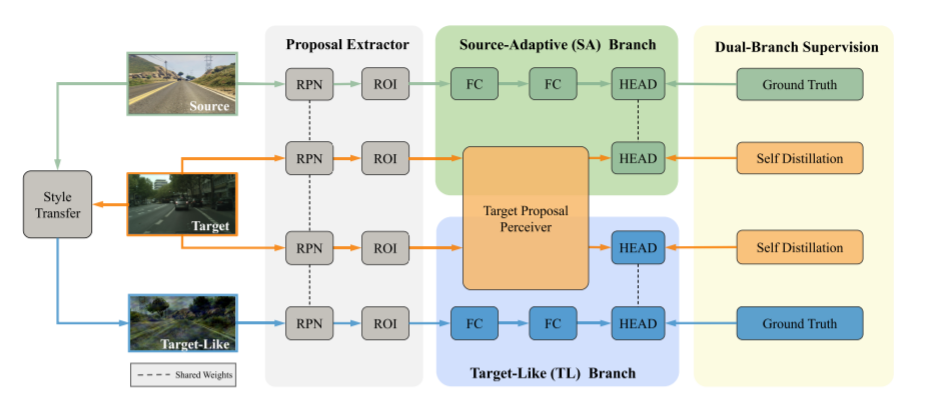 Proposal Extractor
Source-Adaptive (SA) Branch
Dual-Branch Supervision
Source
RPN
ROI
FC
FC
HEAD
Ground Truth
RPN
ROI
HEAD
Self Distillation
Style
Transfer
Target
Target Proposal
Perceiver
RPN
ROI
HEAD
Self Distillation
Target-Like
RPN
ROI
FC
FC
HEAD
Ground Truth
Shared Weights
Target-Like (TL) Branch